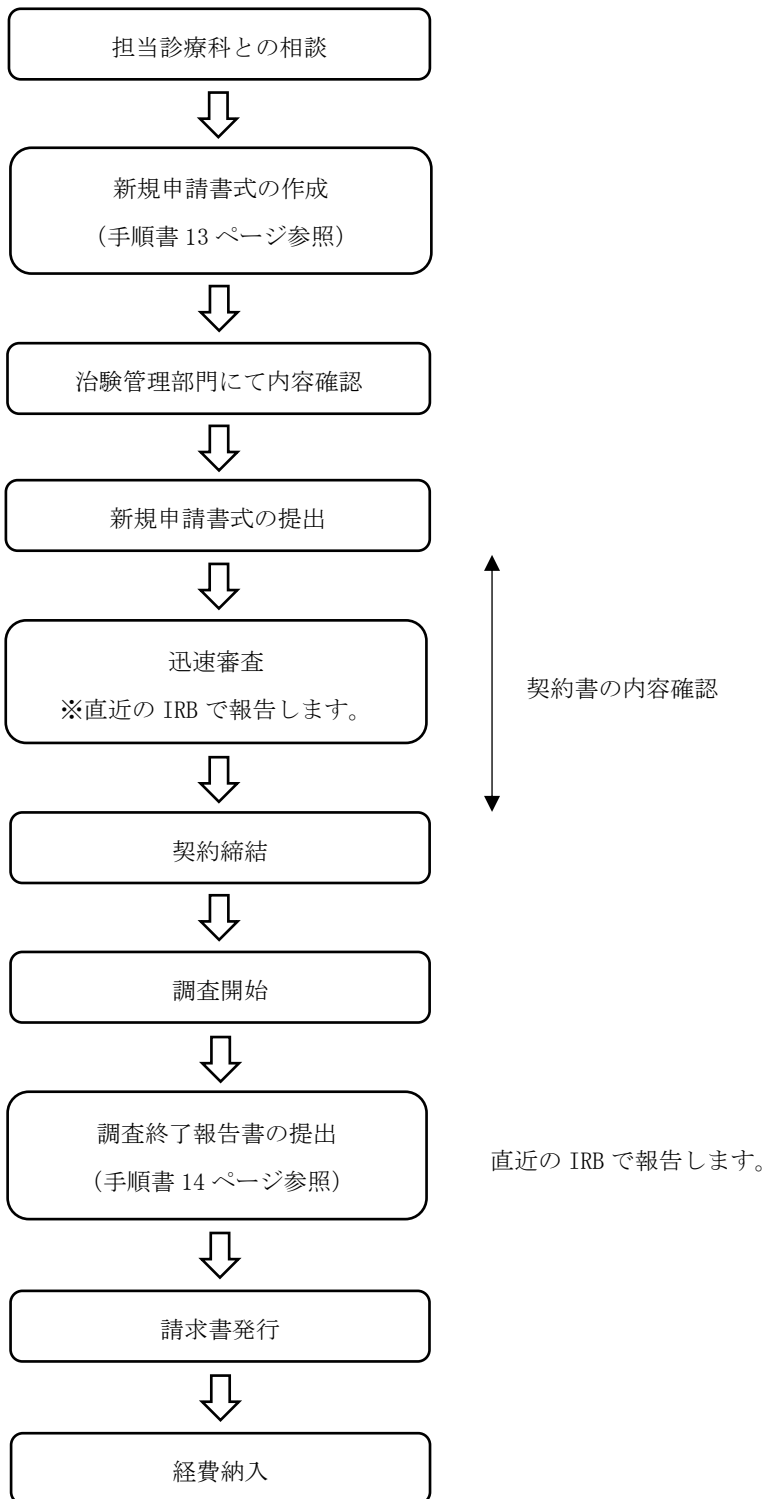 担当診療科との相談
新規申請書式の作成
（手順書 13 ページ参照）
治験管理部門にて内容確認
新規申請書式の提出
迅速審査
※直近の IRB で報告します。
契約書の内容確認
契約締結
調査開始
調査終了報告書の提出
（手順書 14 ページ参照）
直近の IRB で報告します。
請求書発行
経費納入